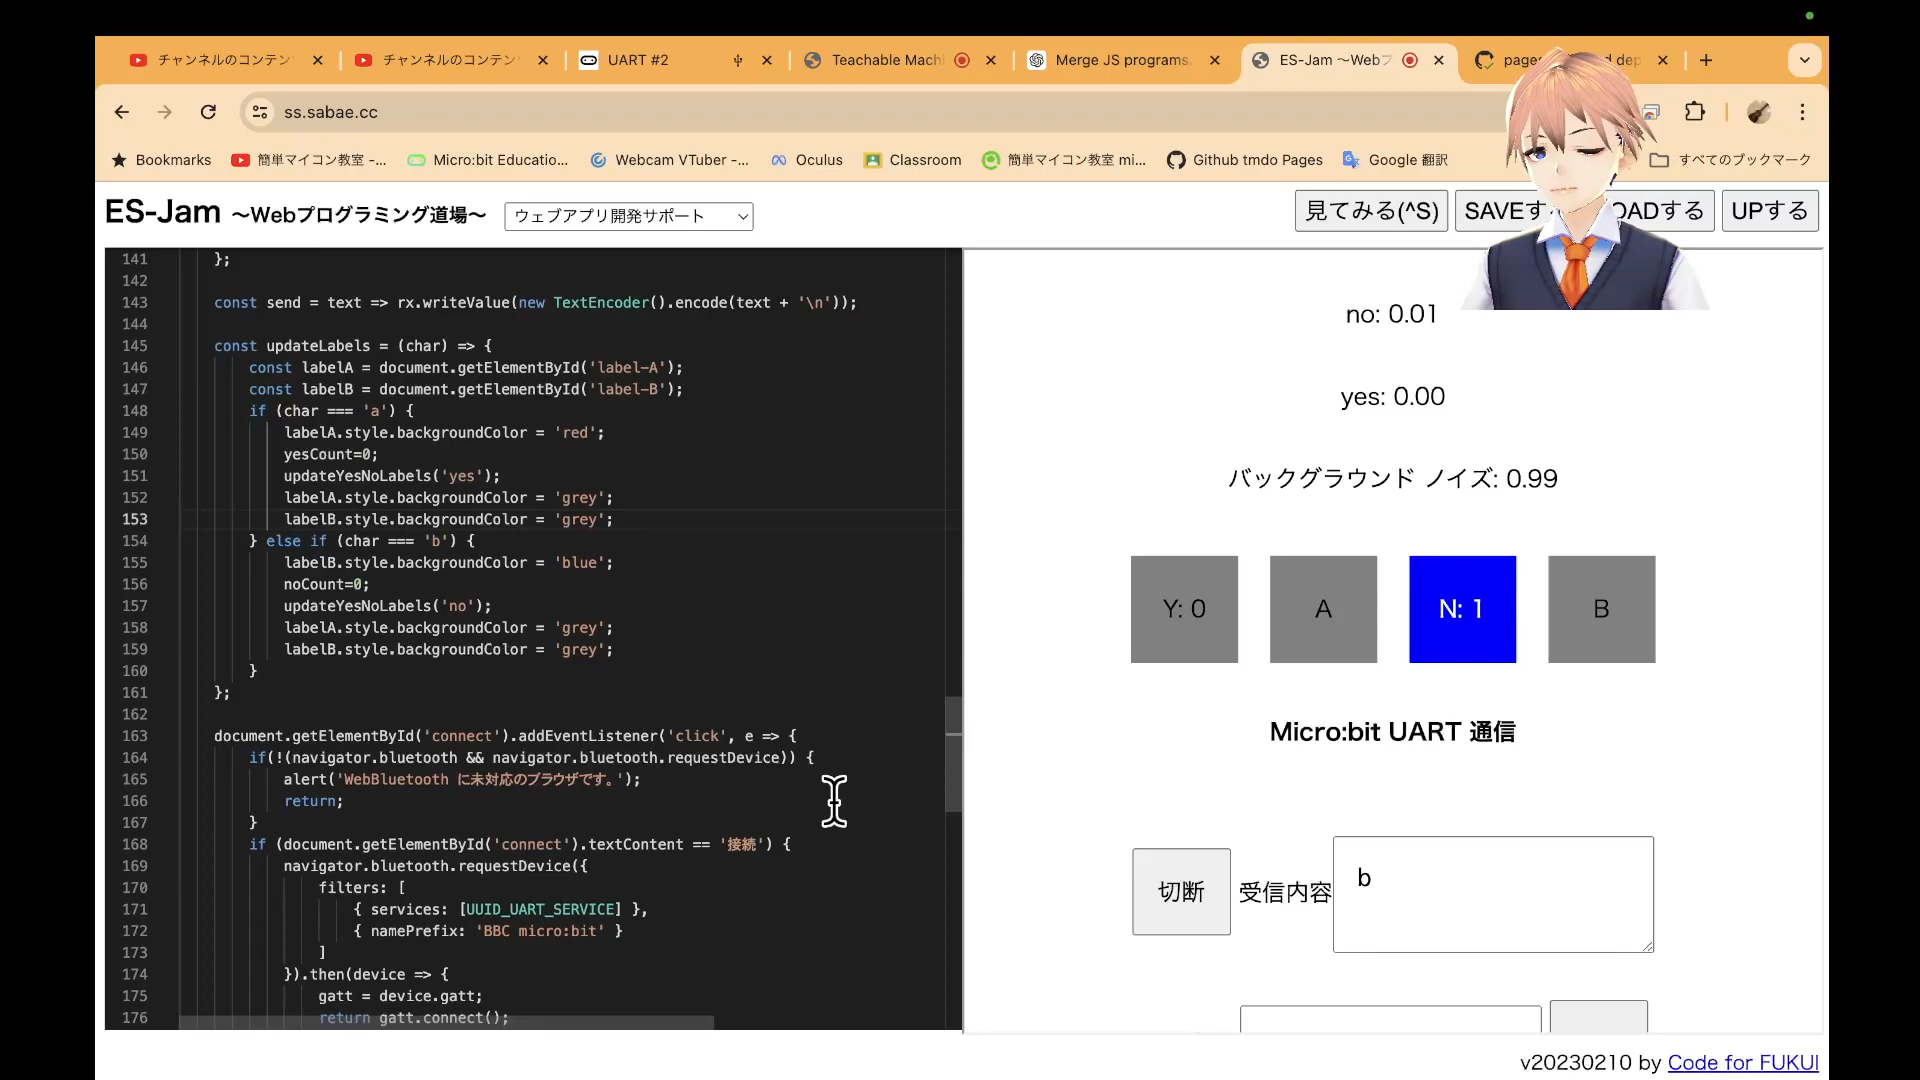 チャンネルのコンテン
チャンネルのコンテン
UART #2
Teachable Mach
Merge JS programs.
ES-Jam 〜Webプ
page
d dep
ss.sabae.cc
Bookmarks
簡単マイコン教室 -...
Micro:bit Educatio...
Webcam VTuber -...
Oculus
Classroom
簡単マイコン教室 mi...
Github tmdo Pages
Google 翻訳
すべてのブックマーク
ES-Jam 〜Webプログラミング道場〜
ウェブアプリ開発サポート
見てみる(^S)
SAVEす
OADする
UPする
141 };
142
143 const send = text => rx.writeValue(new TextEncoder().encode(text + '\n'));
144
145 const updateLabels = (char) => {
146 const labelA = document.getElementById('label-A');
147 const labelB = document.getElementById('label-B');
148 if (char === 'a') {
149 labelA.style.backgroundColor = 'red';
150 yesCount=0;
151 updateYesNoLabels('yes');
152 labelA.style.backgroundColor = 'grey';
153 labelB.style.backgroundColor = 'grey';
154 } else if (char === 'b') {
155 labelB.style.backgroundColor = 'blue';
156 noCount=0;
157 updateYesNoLabels('no');
158 labelA.style.backgroundColor = 'grey';
159 labelB.style.backgroundColor = 'grey';
160 }
161 };
162
163 document.getElementById('connect').addEventListener('click', e => {
164 if(!(navigator.bluetooth && navigator.bluetooth.requestDevice)) {
165 alert('WebBluetooth に未対応のブラウザです。');
166 return;
167 }
168 if (document.getElementById('connect').textContent == '接続') {
169 navigator.bluetooth.requestDevice({
170 filters: [
171 { services: [UUID_UART_SERVICE] },
172 { namePrefix: 'BBC micro:bit' }
173 ]
174 }).then(device => {
175 gatt = device.gatt;
176 return gatt.connect();
no: 0.01
yes: 0.00
バックグラウンド ノイズ: 0.99
Y: 0
A
N: 1
B
Micro:bit UART 通信
切断
受信内容
b
v20230210 by Code for FUKUI